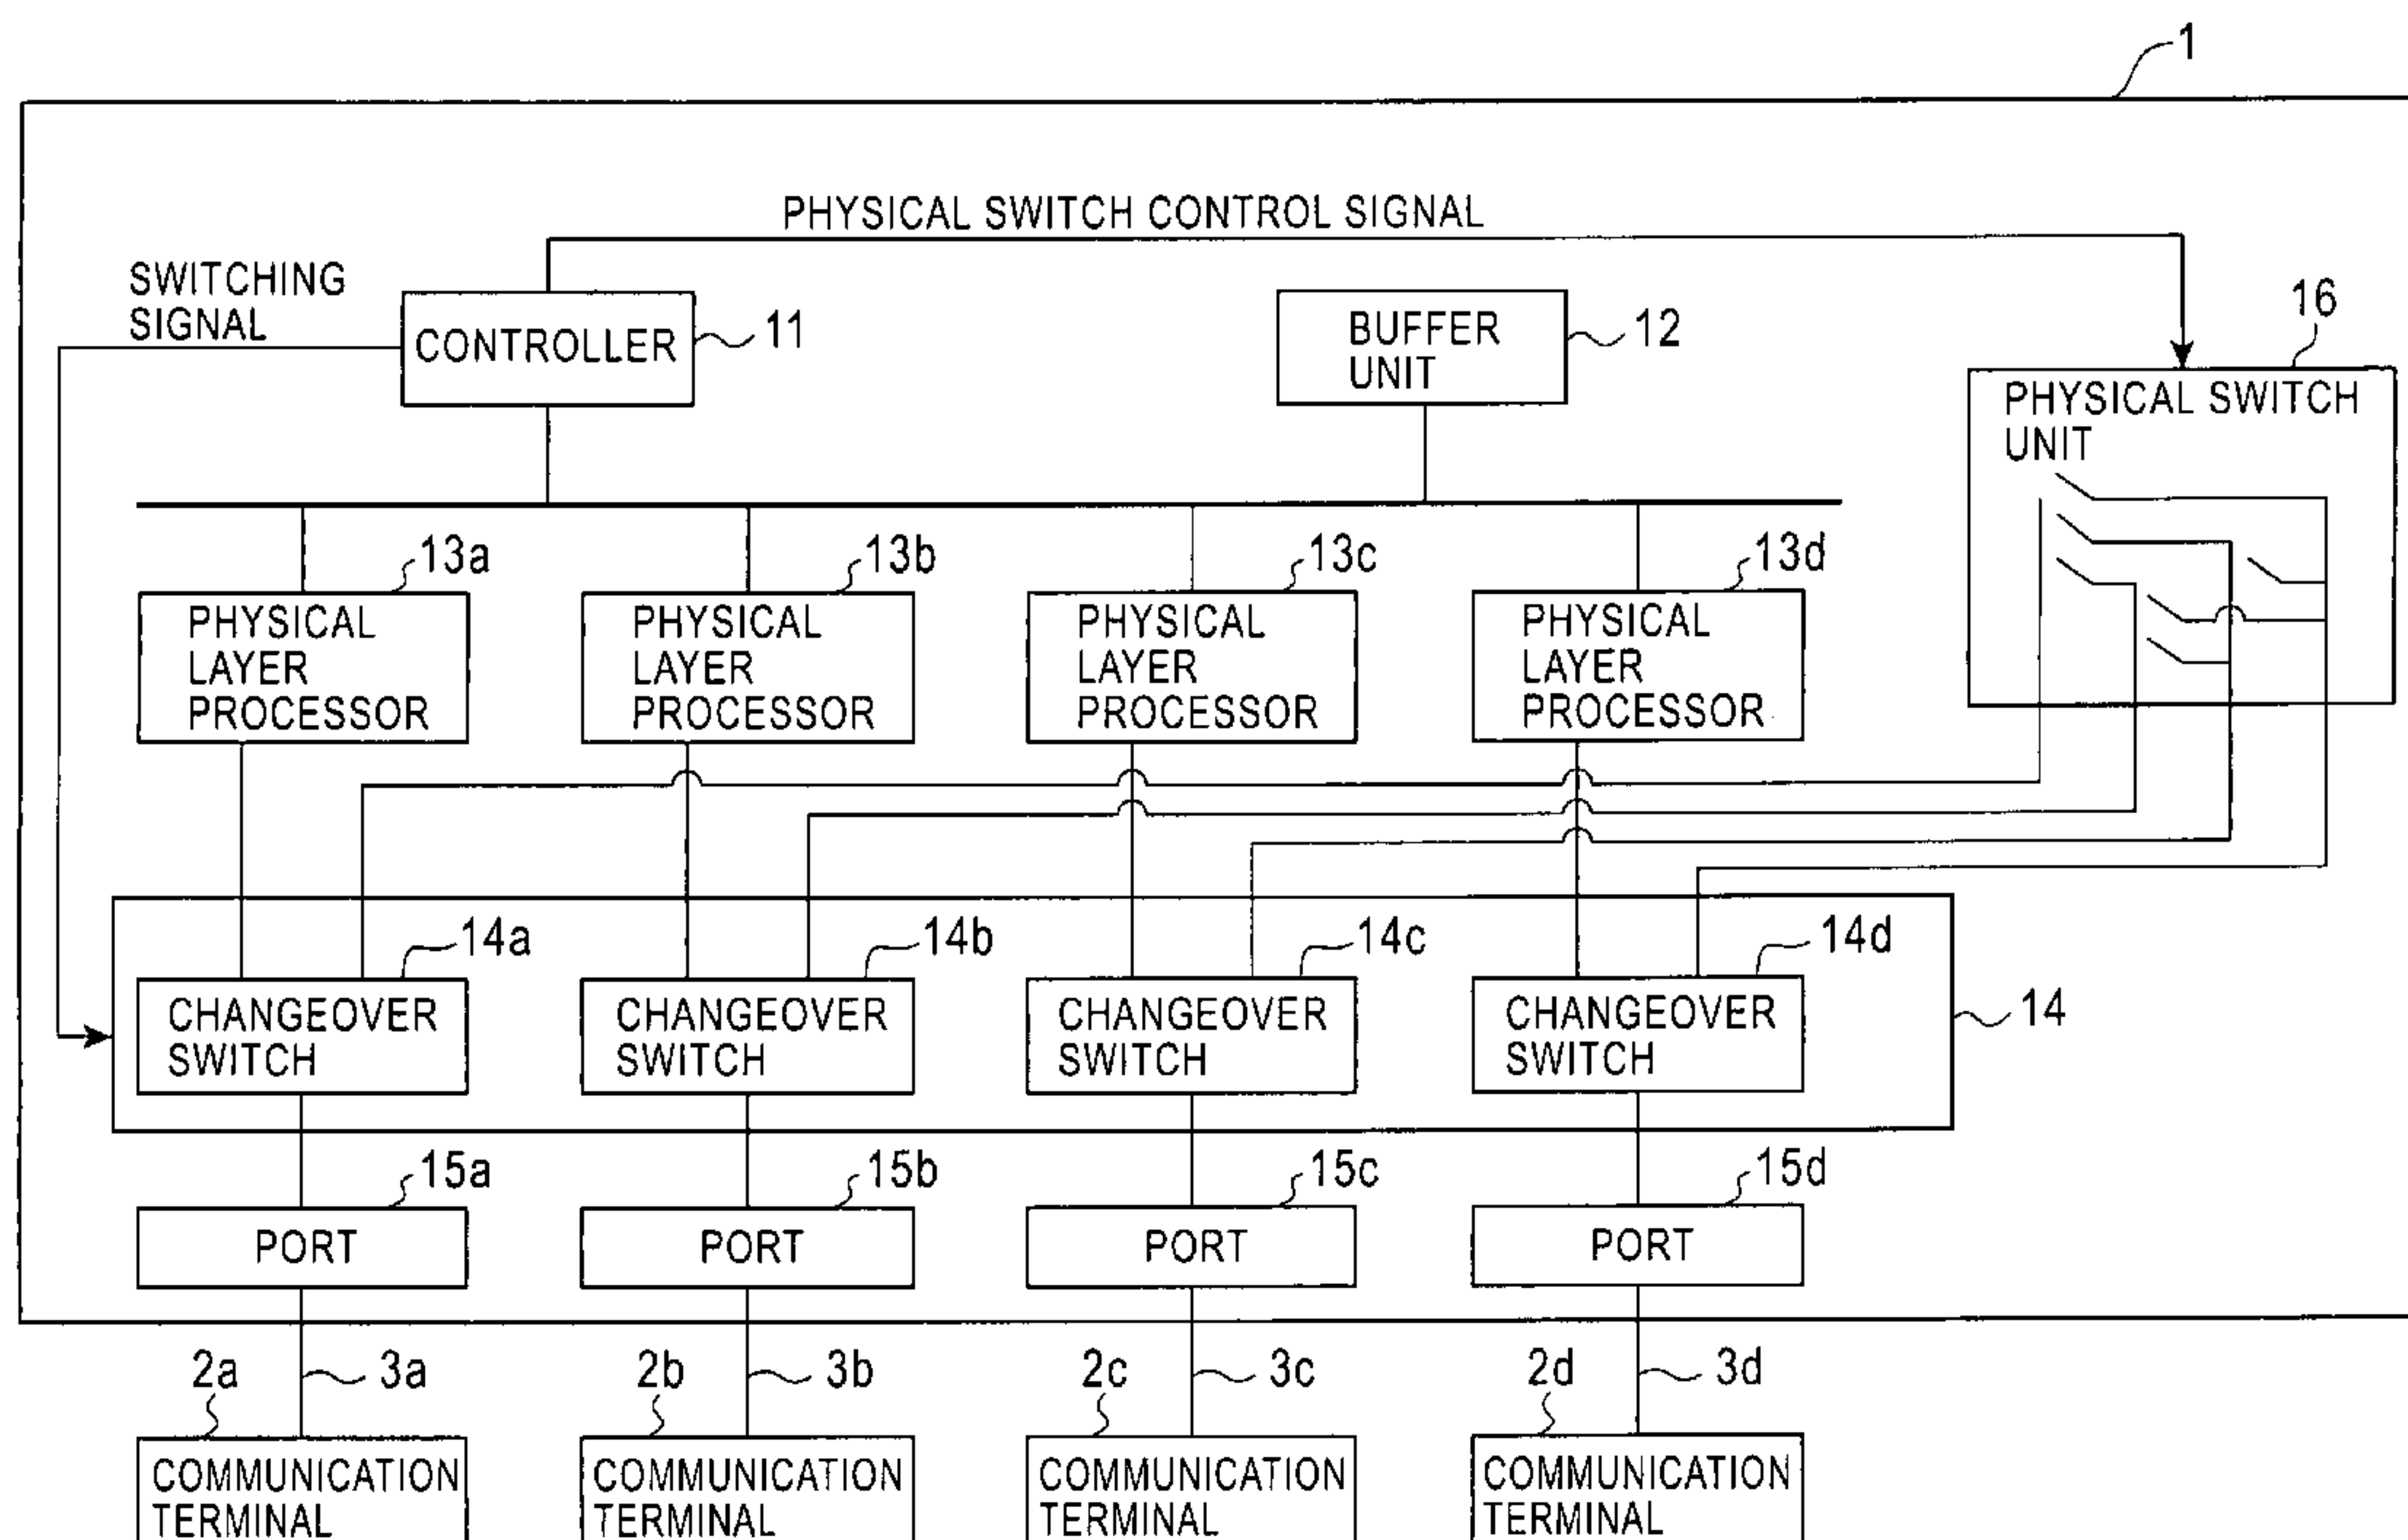 1
PHYSICAL SWITCH CONTROL SIGNAL
SWITCHING
SIGNAL
CONTROLLER
11
BUFFER
UNIT
12
16
PHYSICAL SWITCH
UNIT
13a
13b
13c
13d
PHYSICAL
LAYER
PROCESSOR
PHYSICAL
LAYER
PROCESSOR
PHYSICAL
LAYER
PROCESSOR
PHYSICAL
LAYER
PROCESSOR
14a
14b
14c
14d
CHANGEOVER
SWITCH
CHANGEOVER
SWITCH
CHANGEOVER
SWITCH
CHANGEOVER
SWITCH
14
15a
15b
15c
15d
PORT
PORT
PORT
PORT
2a
3a
2b
3b
2c
3c
2d
3d
COMMUNICATION
TERMINAL
COMMUNICATION
TERMINAL
COMMUNICATION
TERMINAL
COMMUNICATION
TERMINAL